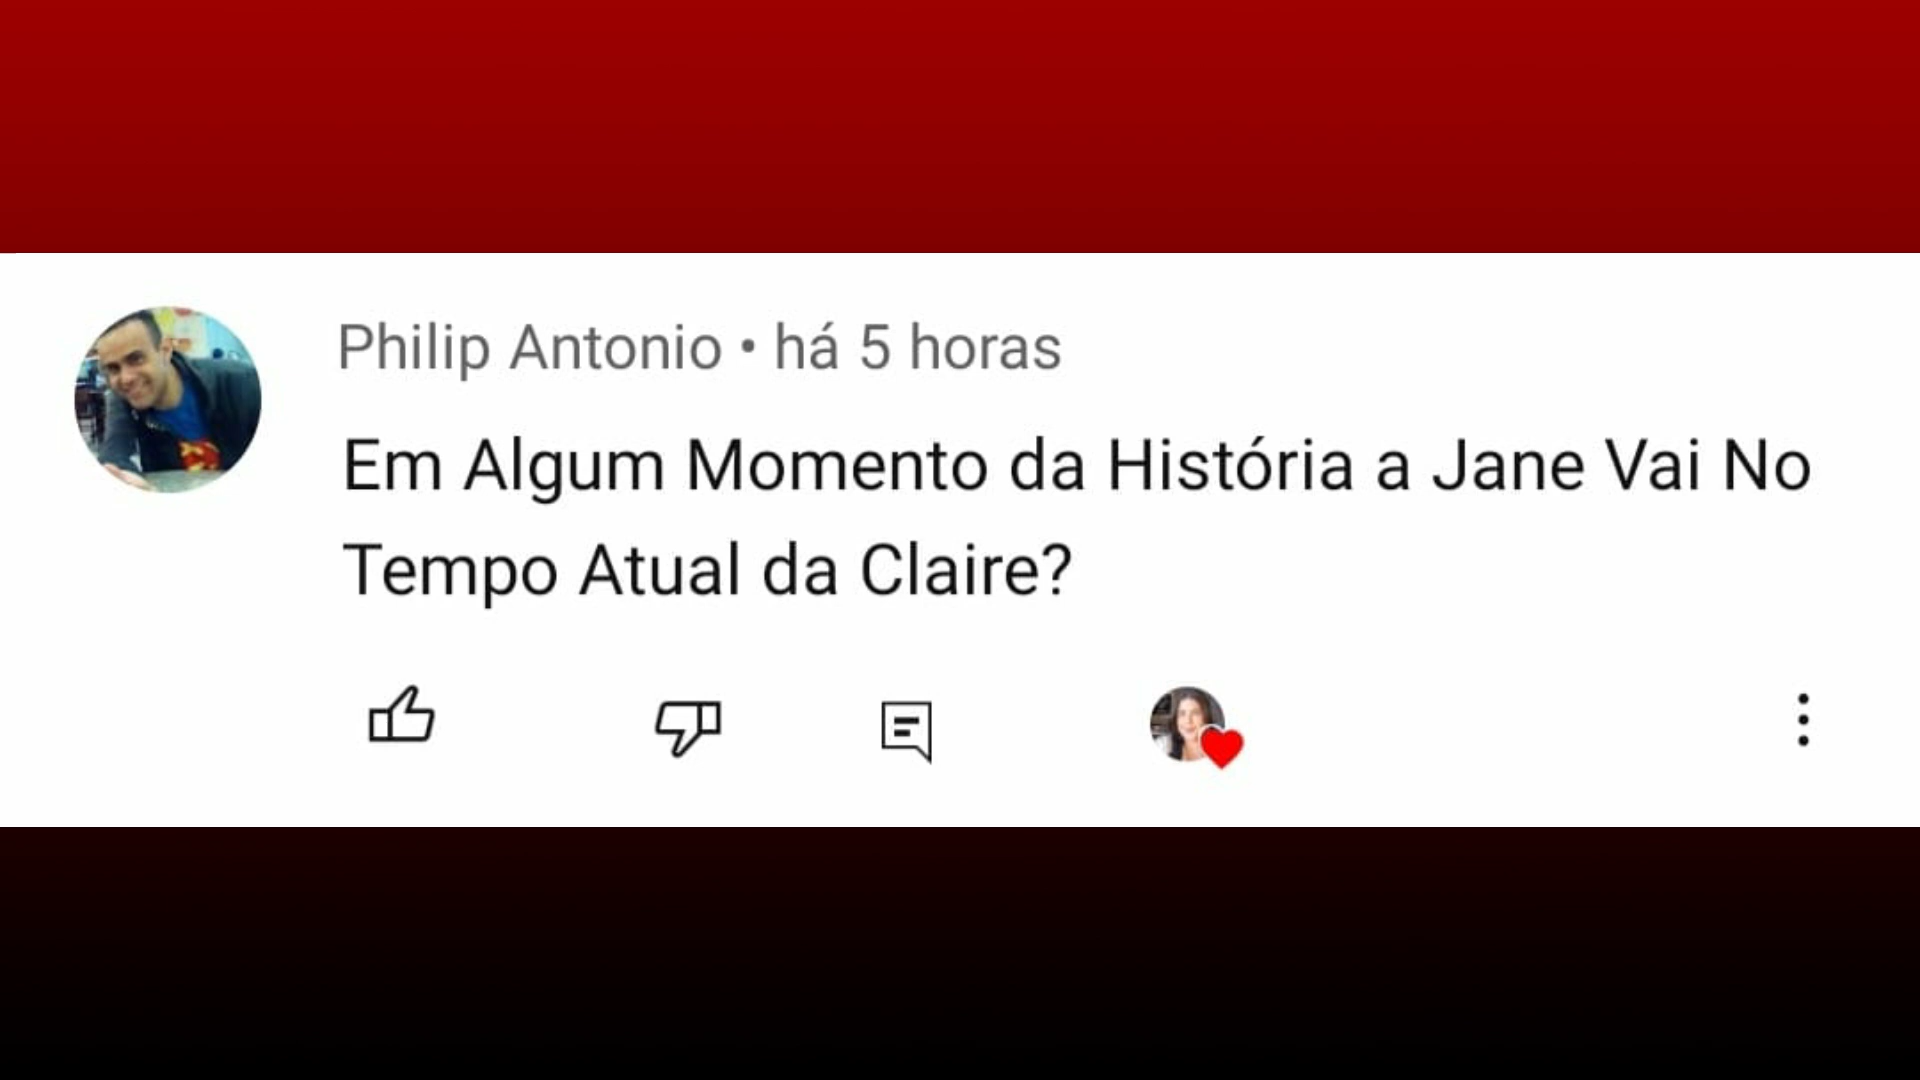 Philip Antonio • há 5 horas
Em Algum Momento da História a Jane Vai No
Tempo Atual da Claire?